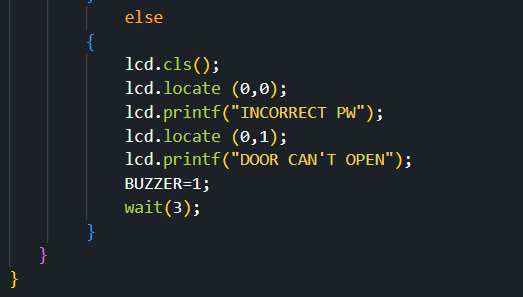 }
else
{
lcd.cls();
lcd.locate (0,0);
lcd.printf("INCORRECT PW");
lcd.locate (0,1);
lcd.printf("DOOR CAN'T OPEN");
BUZZER=1;
wait(3);
}
}
}